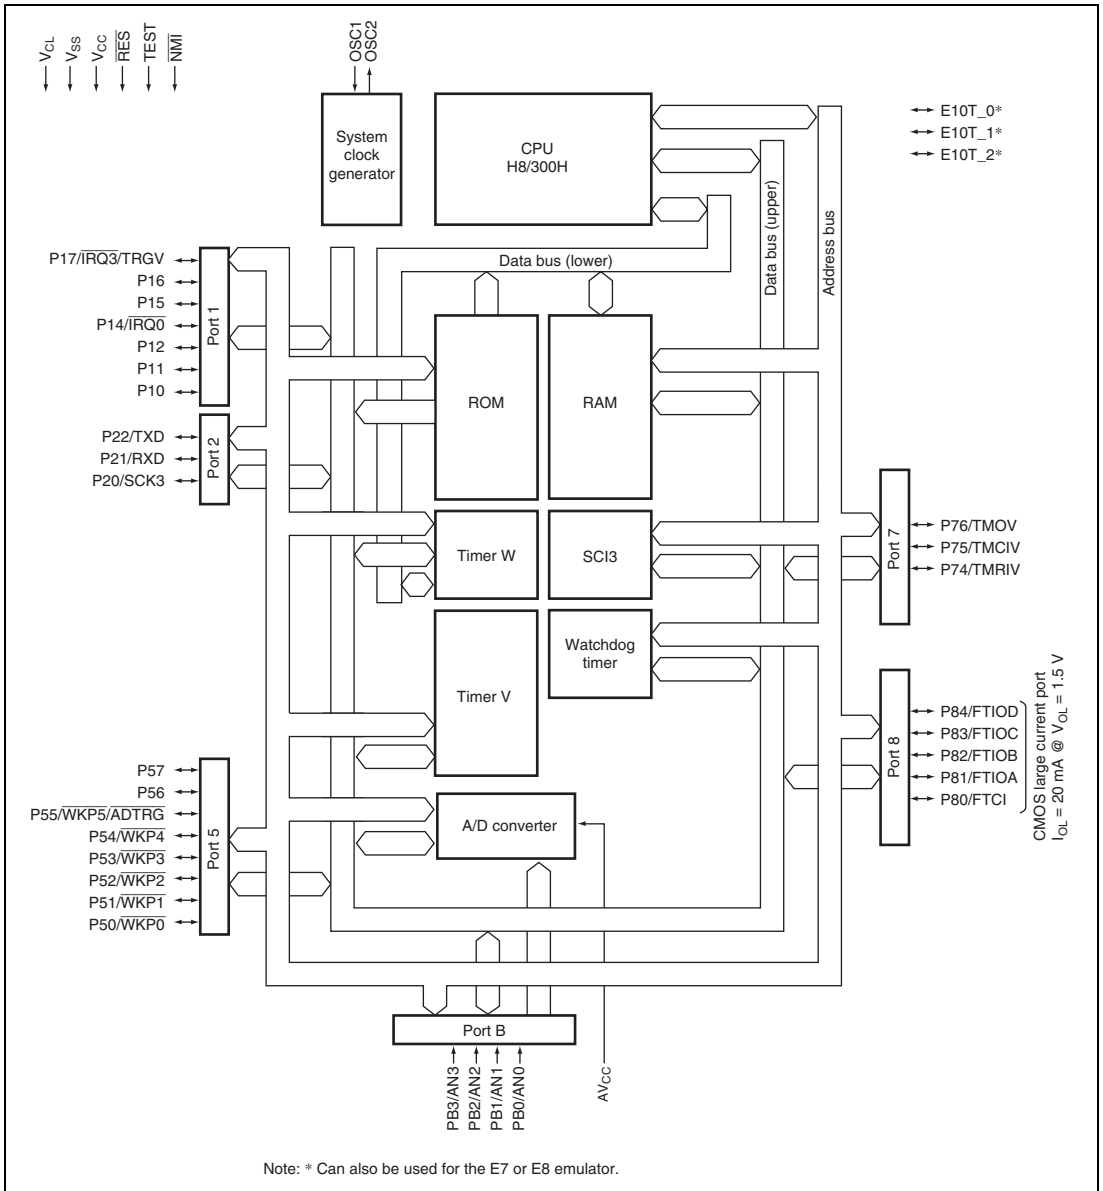 VCL
VSS
VCC
RES
TEST
NMI
OSC1
OSC2
System
clock
generator
CPU
H8/300H
E10T_0*
E10T_1*
E10T_2*
Data bus (lower)
Data bus (upper)
Address bus
P17/IRQ3/TRGV
P16
P15
P14/IRQ0
P12
P11
P10
Port 1
P22/TXD
P21/RXD
P20/SCK3
Port 2
ROM
RAM
Timer W
SCI3
Timer V
Watchdog
timer
A/D converter
Port 7
P76/TMOV
P75/TMCIV
P74/TMRIV
Port 8
P84/FTIOD
P83/FTIOC
P82/FTIOB
P81/FTIOA
P80/FTCI
CMOS large current port
IOL = 20 mA @ VOL = 1.5 V
P57
P56
P55/WKP5/ADTRG
P54/WKP4
P53/WKP3
P52/WKP2
P51/WKP1
P50/WKP0
Port 5
Port B
PB3/AN3
PB2/AN2
PB1/AN1
PB0/AN0
AVCC
Note: * Can also be used for the E7 or E8 emulator.